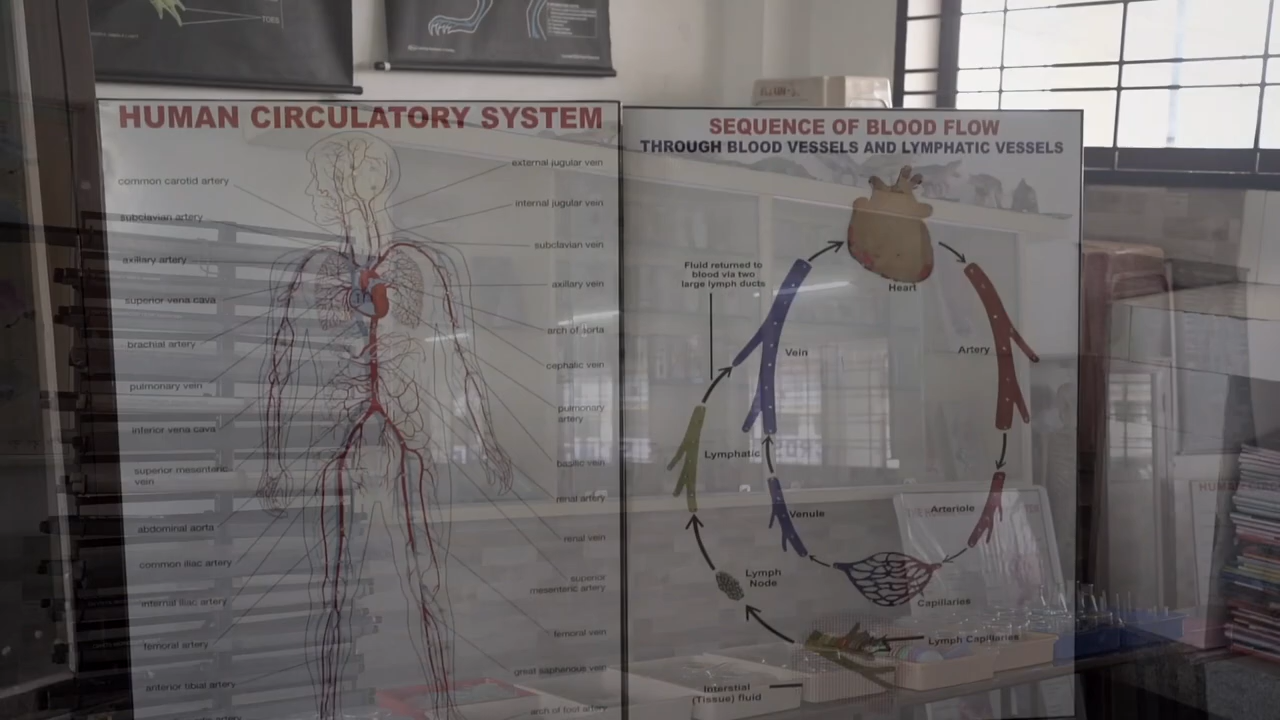 TOES
HUMAN CIRCULATORY SYSTEM
common carotid artery
subclavian artery
axillary artery
superior vena cava
brachial artery
pulmonary vein
inferior vena cava
superior mesenteric
vein
abdominal aorta
common iliac artery
internal iliac artery
femoral artery
anterior tibial artery
external jugular vein
internal jugular vein
subclavian vein
axillary vein
arch of aorta
cephalic vein
pulmonary
artery
basilic vein
renal artery
renal vein
superior
mesenteric artery
femoral vein
great saphenous vein
arch of foot artery
SEQUENCE OF BLOOD FLOW
THROUGH BLOOD VESSELS AND LYMPHATIC VESSELS
Heart
Fluid returned to
blood via two
large lymph ducts
Vein
Artery
Lymphatic
Venule
Arteriole
Lymph
Node
Capillaries
Lymph Capillaries
Interstial
(Tissue) fluid